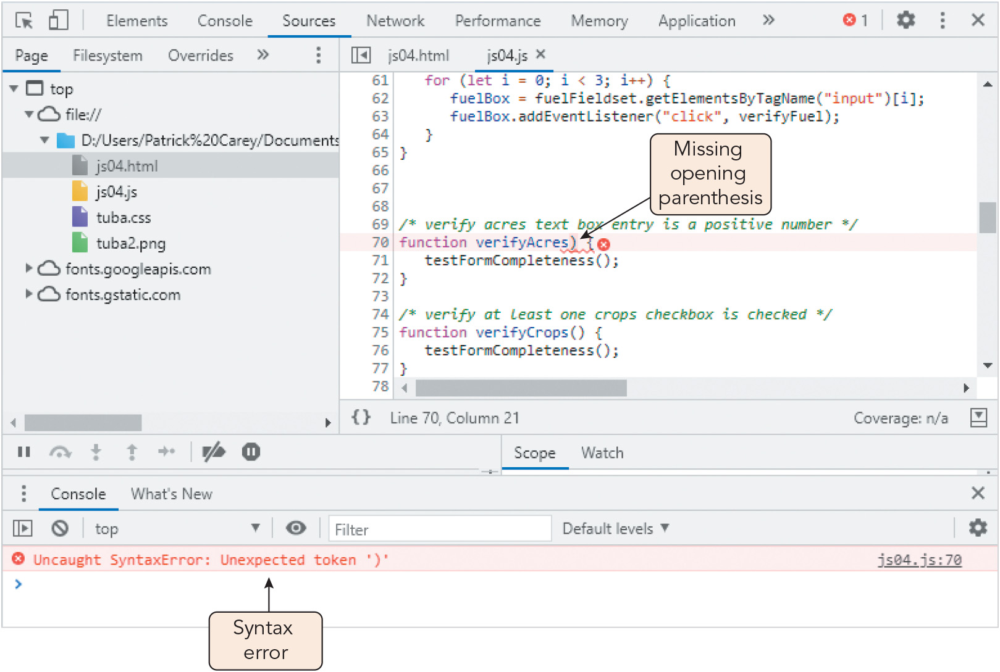 Elements Console Sources Network Performance Memory Application » 1
Page Filesystem Overrides »
js04.html js04.js
top
file://
D:/Users/Patrick%20Carey/Documents
js04.html
js04.js
tuba.css
tuba2.png
fonts.googleapis.com
fonts.gstatic.com
61 for (let i = 0; i < 3; i++) {
62 fuelBox = fuelFieldset.getElementsByTagName("input")[i];
63 fuelBox.addEventListener("click", verifyFuel);
64 }
65 }
66
67
68
69 /* verify acres text box entry is a positive number */
70 function verifyAcres) {
71 testFormCompleteness();
72 }
73
74 /* verify at least one crops checkbox is checked */
75 function verifyCrops() {
76 testFormCompleteness();
77 }
78
Missing
opening
parenthesis
{} Line 70, Column 21 Coverage: n/a
Scope Watch
Console What's New
top Filter Default levels
Uncaught SyntaxError: Unexpected token ')' js04.js:70
>
Syntax
error